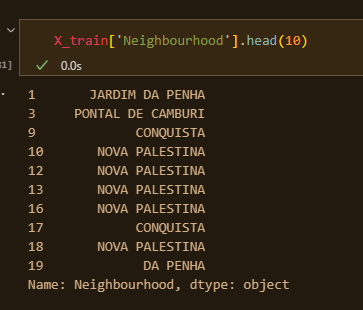 X_train['Neighbourhood'].head(10)
0.0s
1 JARDIM DA PENHA
3 PONTAL DE CAMBURI
9 CONQUISTA
10 NOVA PALESTINA
12 NOVA PALESTINA
13 NOVA PALESTINA
16 NOVA PALESTINA
17 CONQUISTA
18 NOVA PALESTINA
19 DA PENHA
Name: Neighbourhood, dtype: object